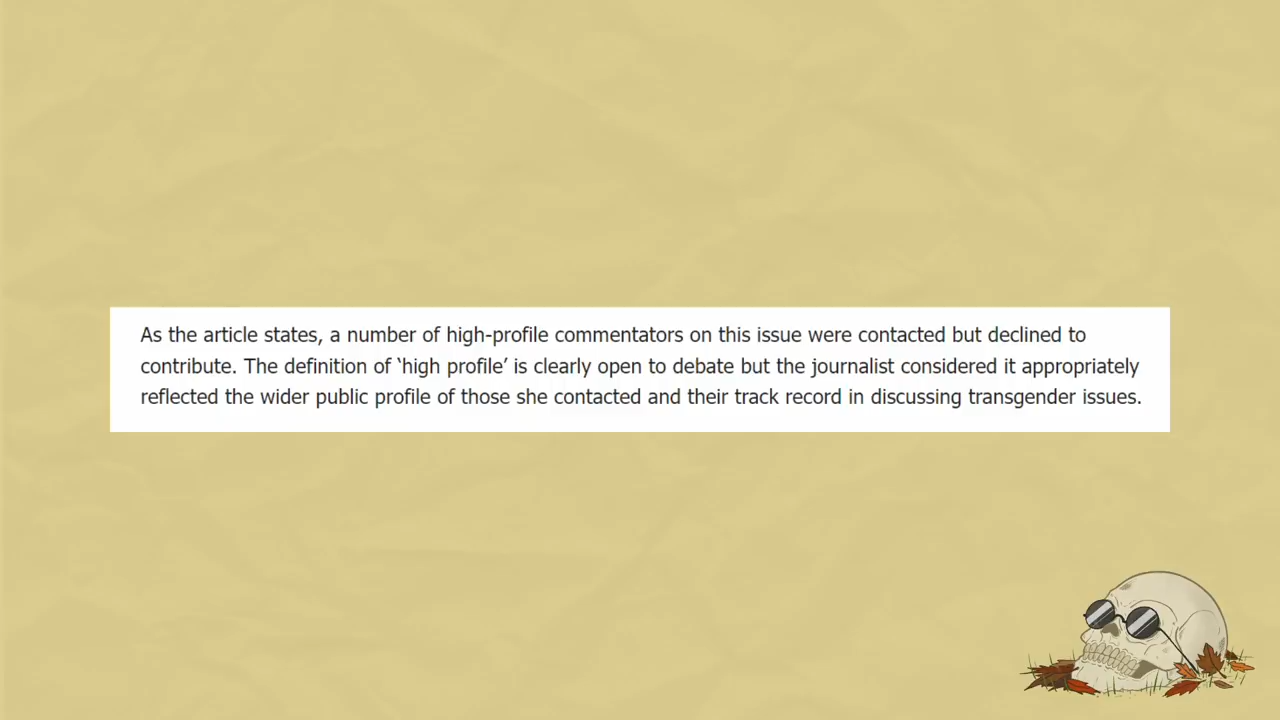 As the article states, a number of high-profile commentators on this issue were contacted but declined to
contribute. The definition of ‘high profile’ is clearly open to debate but the journalist considered it appropriately
reflected the wider public profile of those she contacted and their track record in discussing transgender issues.